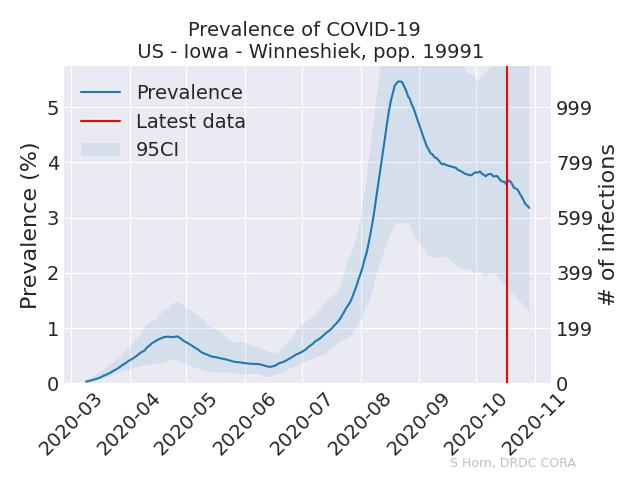 Prevalence of COVID-19
US - Iowa - Winneshiek, pop. 19991
Prevalence
Latest data
95CI
Prevalence (%)
5
4
3
2
1
0
999
799
599
399
199
0
# of infections
2020-03
2020-04
2020-05
2020-06
2020-07
2020-08
2020-09
2020-10
2020-11
S Horn, DRDC CORA